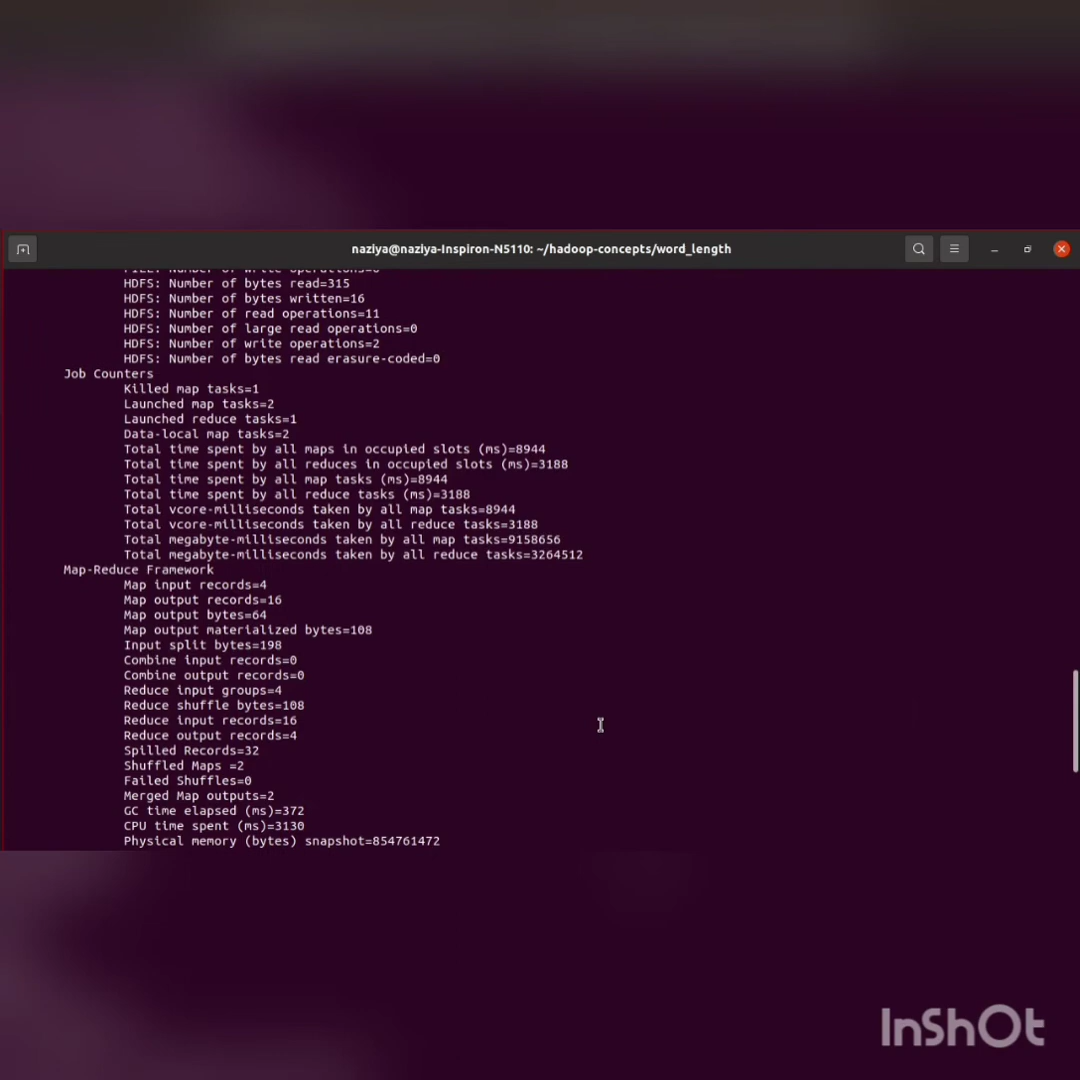 naziya@naziya-Inspiron-N5110: ~/hadoop-concepts/word_length
FILE: Number of write operations=0
HDFS: Number of bytes read=315
HDFS: Number of bytes written=16
HDFS: Number of read operations=11
HDFS: Number of large read operations=0
HDFS: Number of write operations=2
HDFS: Number of bytes read erasure-coded=0
Job Counters
Killed map tasks=1
Launched map tasks=2
Launched reduce tasks=1
Data-local map tasks=2
Total time spent by all maps in occupied slots (ms)=8944
Total time spent by all reduces in occupied slots (ms)=3188
Total time spent by all map tasks (ms)=8944
Total time spent by all reduce tasks (ms)=3188
Total vcore-milliseconds taken by all map tasks=8944
Total vcore-milliseconds taken by all reduce tasks=3188
Total megabyte-milliseconds taken by all map tasks=9158656
Total megabyte-milliseconds taken by all reduce tasks=3264512
Map-Reduce Framework
Map input records=4
Map output records=16
Map output bytes=64
Map output materialized bytes=108
Input split bytes=198
Combine input records=0
Combine output records=0
Reduce input groups=4
Reduce shuffle bytes=108
Reduce input records=16
Reduce output records=4
Spilled Records=32
Shuffled Maps =2
Failed Shuffles=0
Merged Map outputs=2
GC time elapsed (ms)=372
CPU time spent (ms)=3130
Physical memory (bytes) snapshot=854761472
InShOt